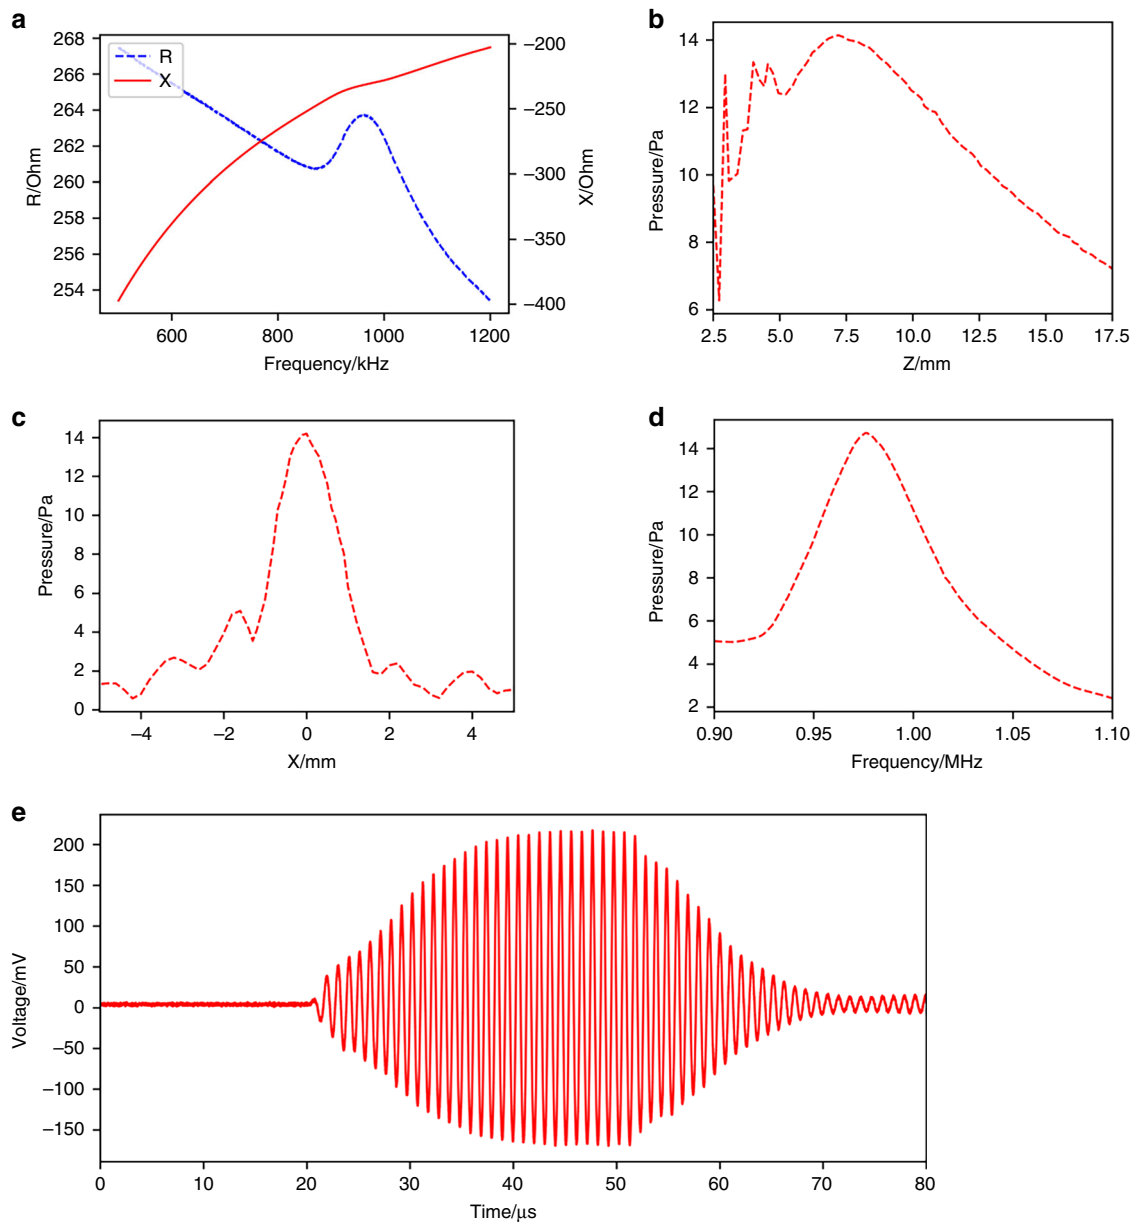 a
268
266
264
262
260
258
256
254
R/Ohm
R
X
−200
−250
−300
−350
−400
X/Ohm
600 800 1000 1200
Frequency/kHz
b
14
12
10
8
6
Pressure/Pa
2.5 5.0 7.5 10.0 12.5 15.0 17.5
Z/mm
c
14
12
10
8
6
4
2
0
Pressure/Pa
−4 −2 0 2 4
X/mm
d
14
12
10
8
6
4
2
Pressure/Pa
0.90 0.95 1.00 1.05 1.10
Frequency/MHz
e
200
150
100
50
0
−50
−100
−150
Voltage/mV
0 10 20 30 40 50 60 70 80
Time/μs